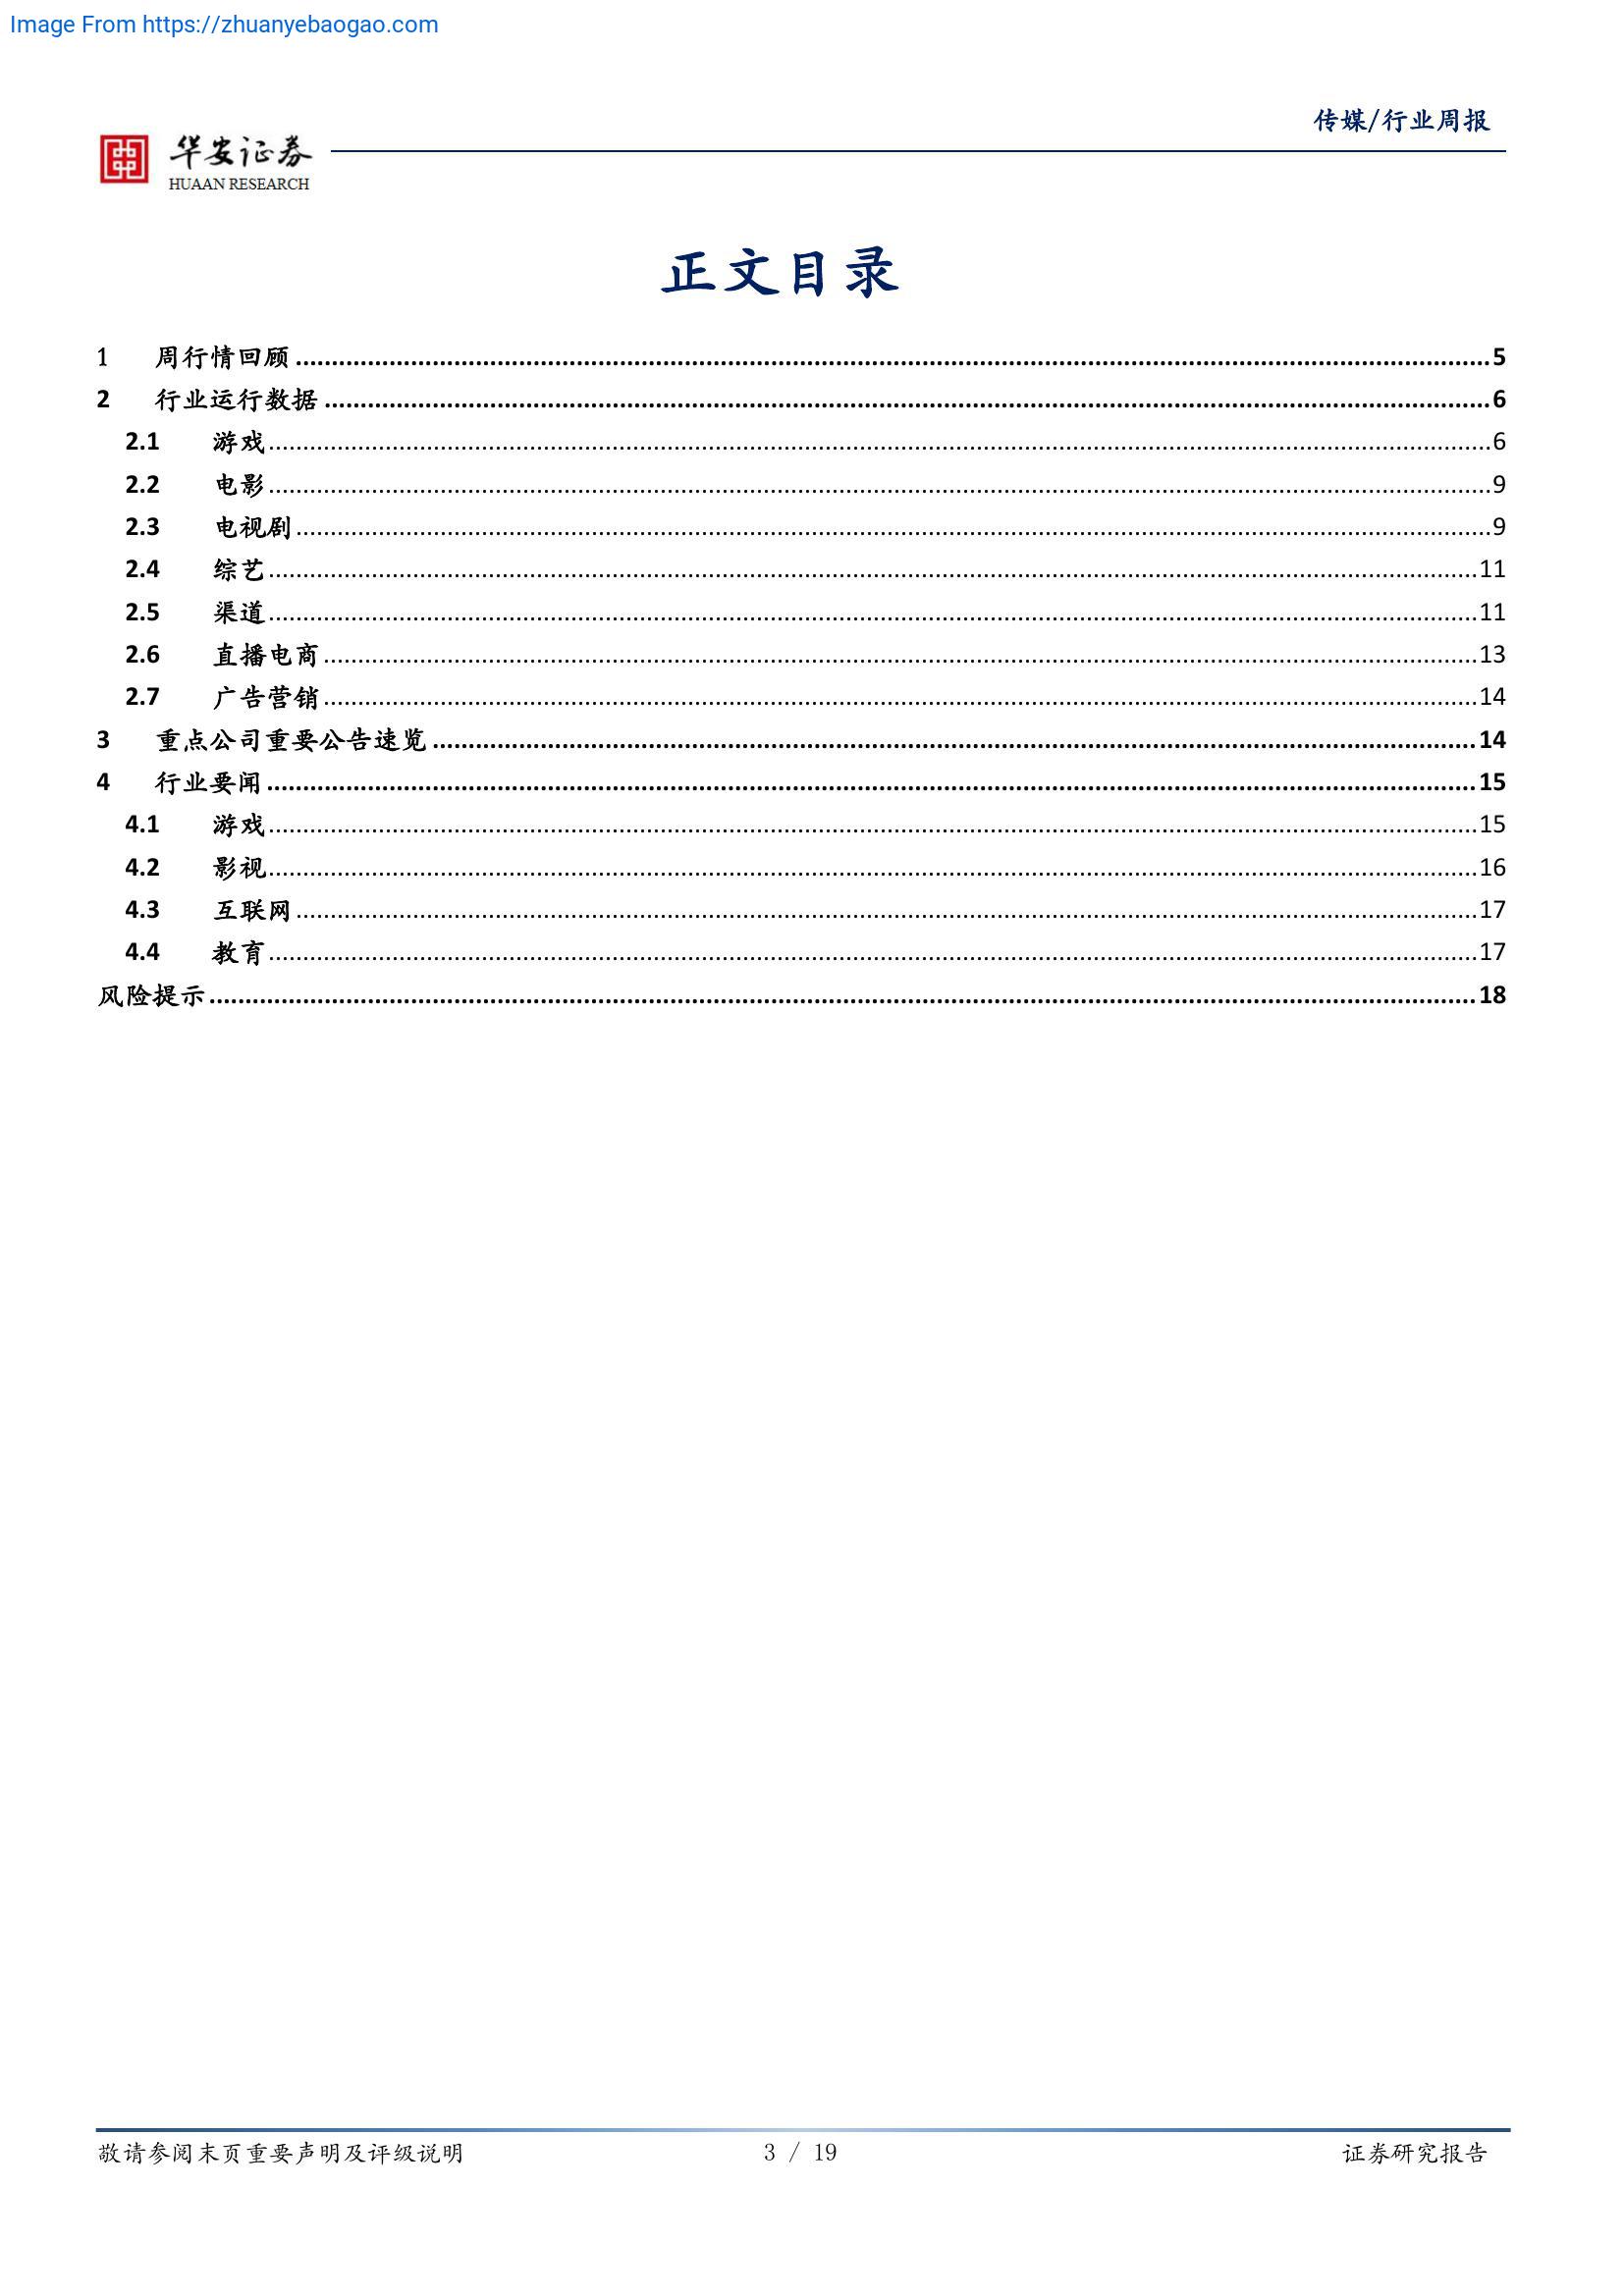 Image From https://zhuanyebaogao.com
传媒/行业周报
华安证券
HUAAN RESEARCH
正文目录
1 周行情回顾 5
2 行业运行数据 6
2.1 游戏 6
2.2 电影 9
2.3 电视剧 9
2.4 综艺 11
2.5 渠道 11
2.6 直播电商 13
2.7 广告营销 14
3 重点公司重要公告速览 14
4 行业要闻 15
4.1 游戏 15
4.2 影视 16
4.3 互联网 17
4.4 教育 17
风险提示 18
敬请参阅末页重要声明及评级说明 3 / 19 证券研究报告